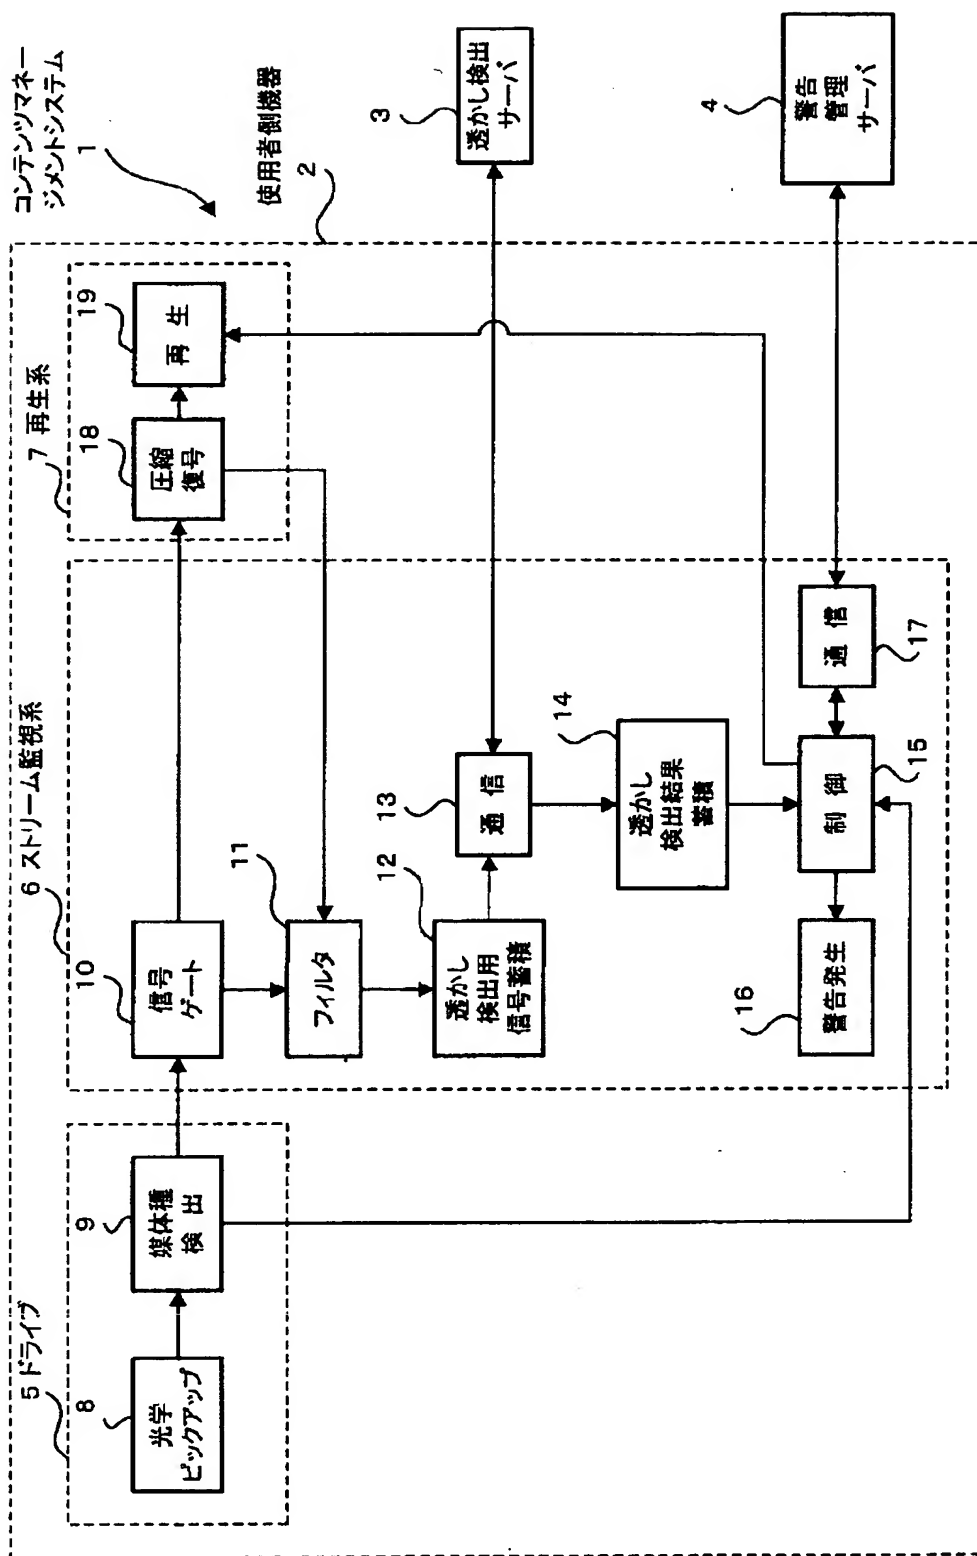 コンテンツマネー
ジメントシステム
1
使用者側機器
2
3
透かし検出
サーバ
4
警告
管理
サーバ
5 ドライブ
8
光学
ピックアップ
9
媒体種
検出
6 ストリーム監視系
10
信号
ゲート
11
フィルタ
12
透かし
検出用
信号蓄積
13
通信
14
透かし
検出結果
蓄積
15
制御
16
警告発生
17
通信
7 再生系
18
圧縮
復号
19
再生